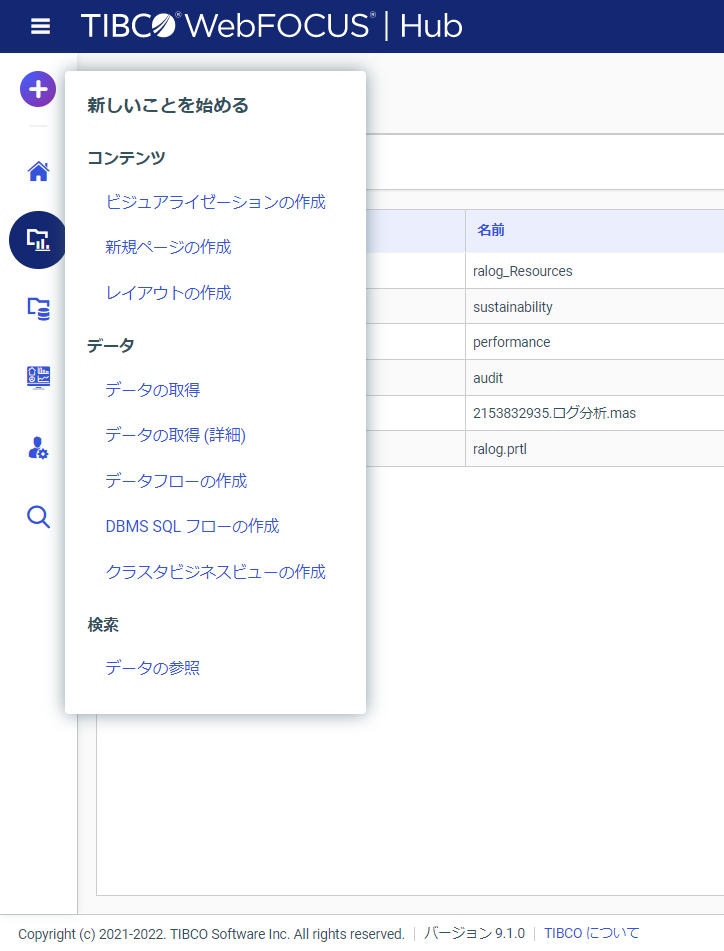 TIBCO® WebFOCUS® | Hub
新しいことを始める
コンテンツ
ビジュアライゼーションの作成
新規ページの作成
レイアウトの作成
データ
データの取得
データの取得 (詳細)
データフローの作成
DBMS SQL フローの作成
クラスタビジネスビューの作成
検索
データの参照
名前
ralog_Resources
sustainability
performance
audit
2153832935.ログ分析.mas
ralog.prtl
Copyright (c) 2021-2022. TIBCO Software Inc. All rights reserved. | バージョン 9.1.0 | TIBCO について